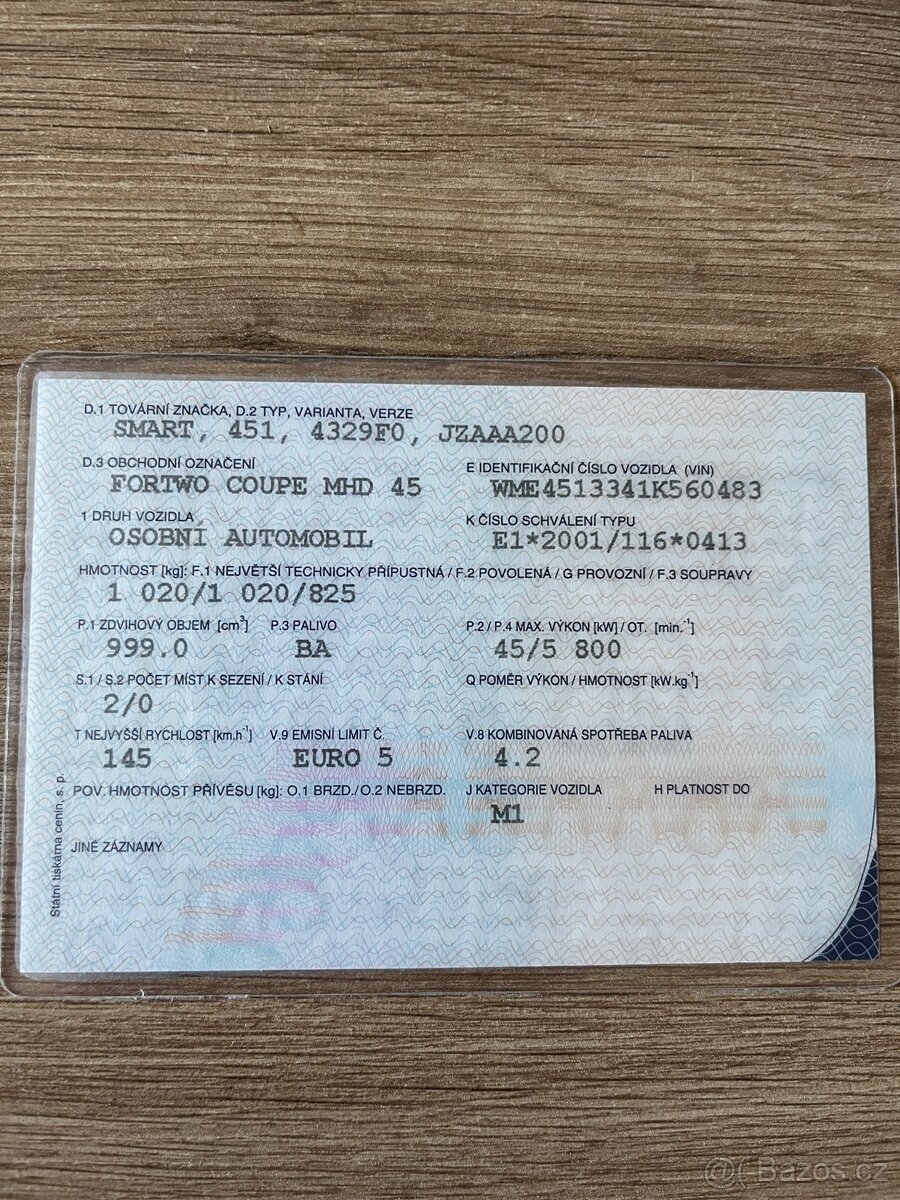 D.1 TOVÁRNÍ ZNAČKA, D.2 TYP, VARIANTA, VERZE
SMART, 451, 4329F0, JZAAA200
D.3 OBCHODNÍ OZNAČENÍ E IDENTIFIKAČNÍ ČÍSLO VOZIDLA (VIN)
FORTWO COUPE MHD 45 WME4513341K560483
1 DRUH VOZIDLA K ČÍSLO SCHVÁLENÍ TYPU
OSOBNÍ AUTOMOBIL E1*2001/116*0413
HMOTNOST [kg]: F.1 NEJVĚTŠÍ TECHNICKY PŘÍPUSTNÁ / F.2 POVOLENÁ / G PROVOZNÍ / F.3 SOUPRAVY
1 020/1 020/825
P.1 ZDVIHOVÝ OBJEM [cm³] P.3 PALIVO P.2 / P.4 MAX. VÝKON [kW] / OT. [min.⁻¹]
999.0 BA 45/5 800
S.1 / S.2 POČET MÍST K SEZENÍ / K STÁNÍ Q POMĚR VÝKON / HMOTNOST [kW.kg⁻¹]
2/0
T NEJVYŠŠÍ RYCHLOST [km.h⁻¹] V.9 EMISNÍ LIMIT Č. V.8 KOMBINOVANÁ SPOTŘEBA PALIVA
145 EURO 5 4.2
POV. HMOTNOST PŘÍVĚSU [kg]: O.1 BRZD./O.2 NEBRZD. J KATEGORIE VOZIDLA H PLATNOST DO
M1
JINÉ ZÁZNAMY
Státní tiskárna cenin, s. p.
@( Bazos.cz